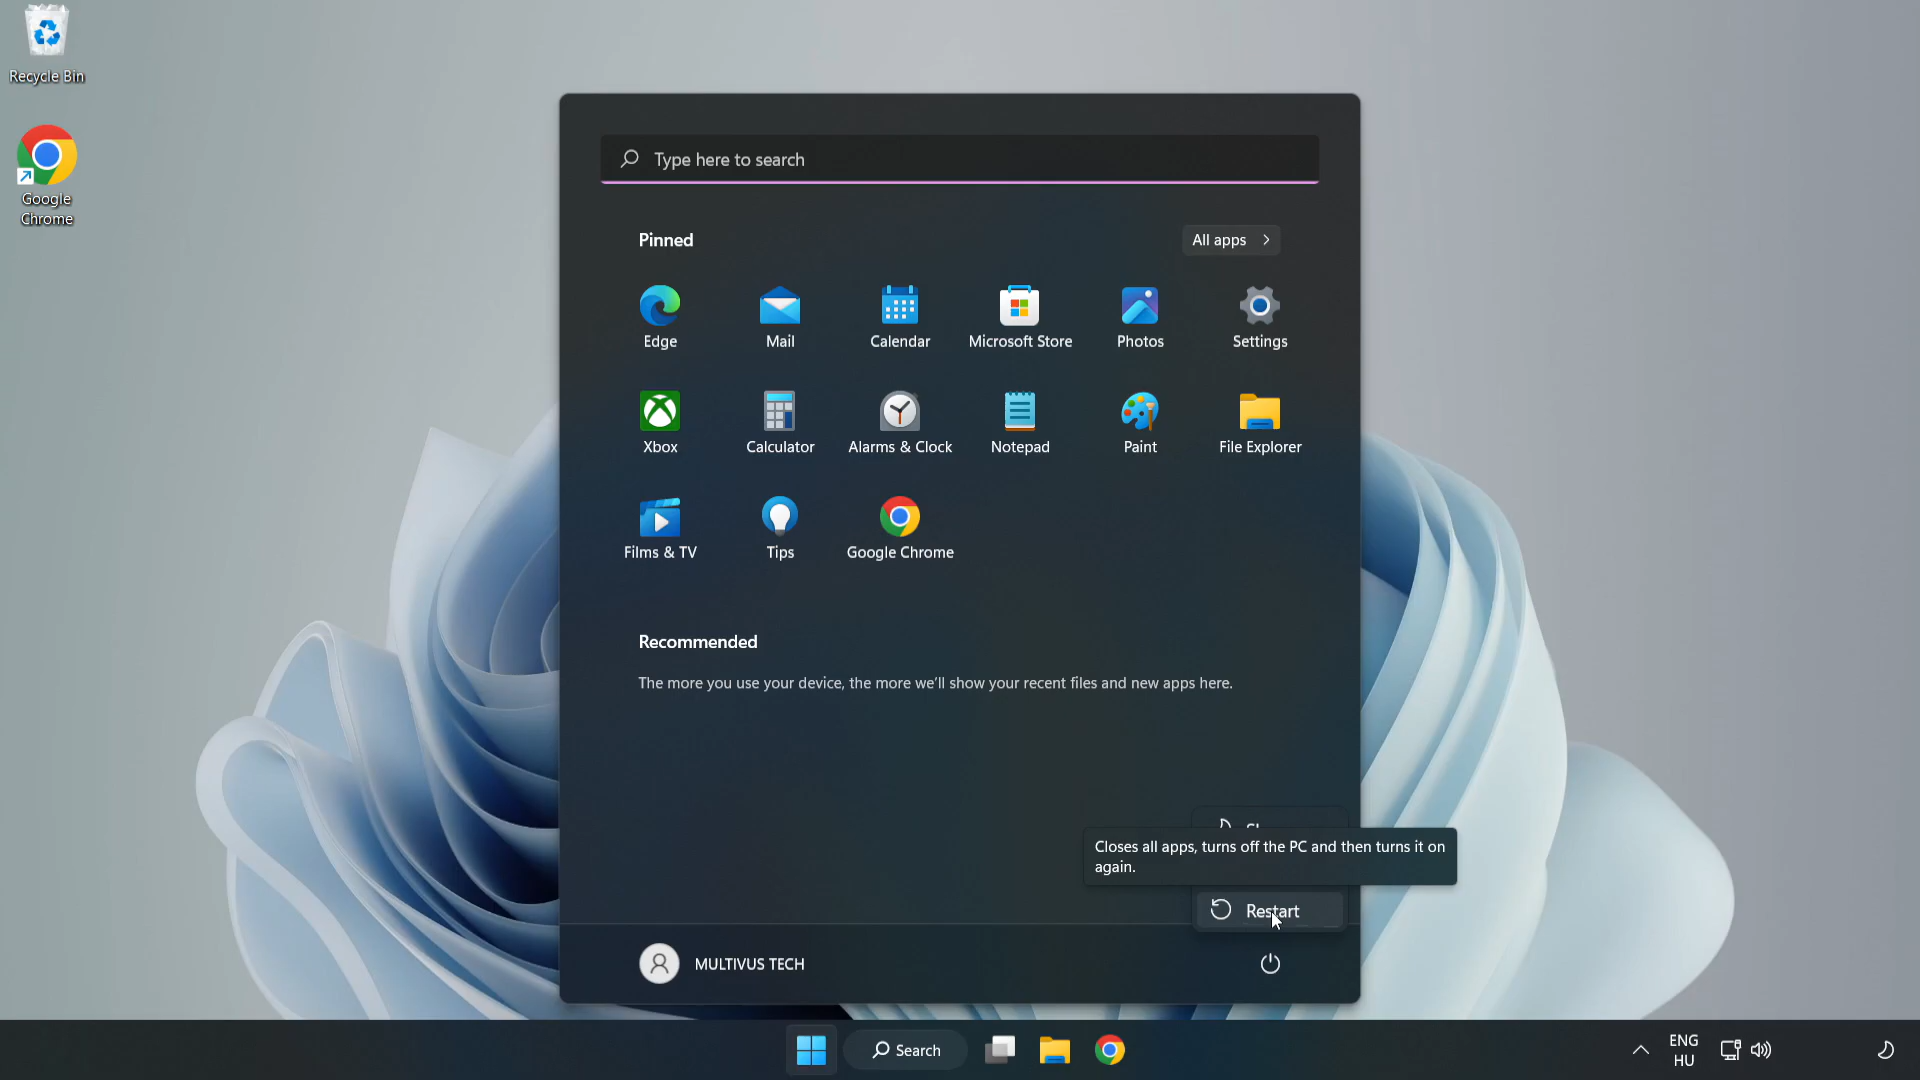 Recycle Bin
Google
Chrome
Type here to search
Pinned
All apps
Edge
Mail
Calendar
Microsoft Store
Photos
Settings
Xbox
Calculator
Alarms & Clock
Notepad
Paint
File Explorer
Films & TV
Tips
Google Chrome
Recommended
The more you use your device, the more we'll show your recent files and new apps here.
Closes all apps, turns off the PC and then turns it on
again.
Restart
MULTIVUS TECH
Search
ENG
HU